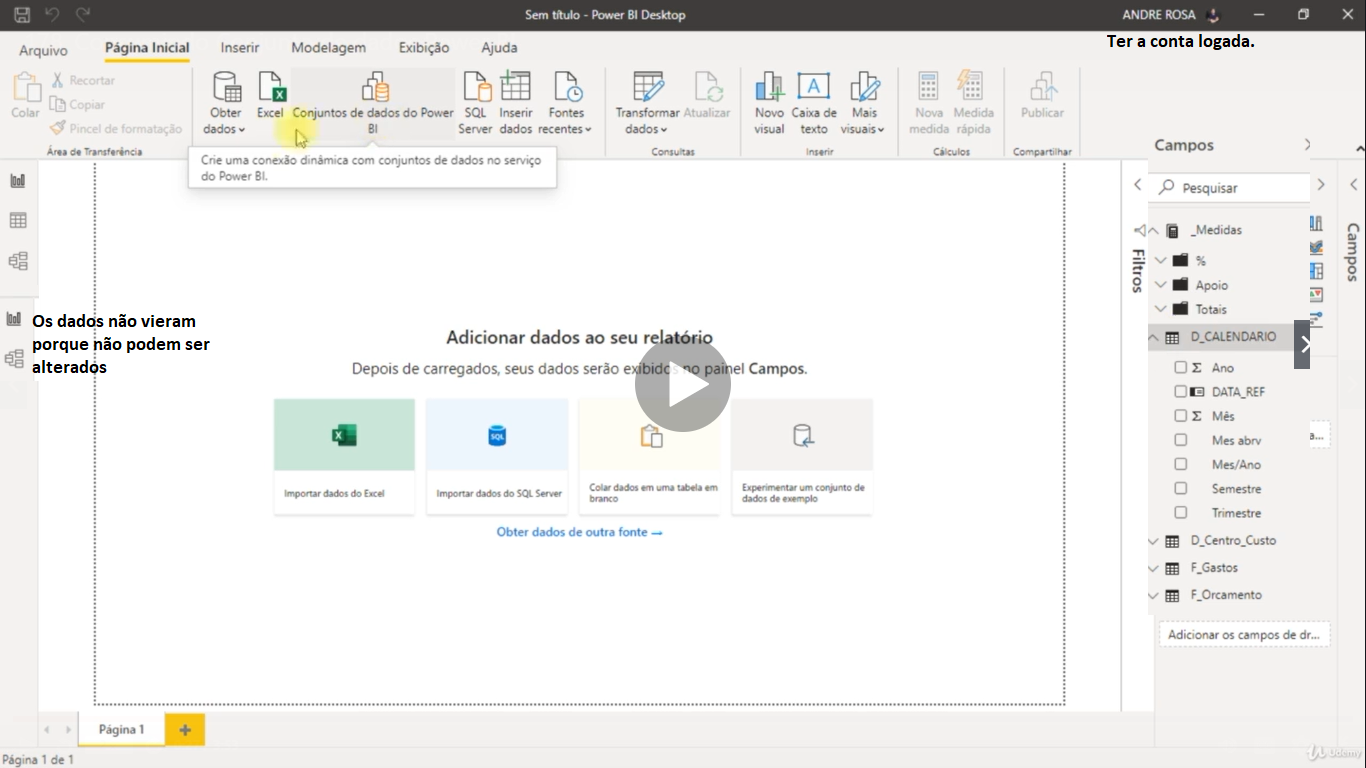 Sem título - Power BI Desktop
ANDRE ROSA
Ter a conta logada.
Arquivo
Página Inicial
Inserir
Modelagem
Exibição
Ajuda
Colar
Recortar
Copiar
Pincel de formatação
Área de Transferência
Obter
dados
Excel
Conjuntos de dados do Power
BI
SQL
Server
Inserir
dados
Fontes
recentes
Transformar
dados
Atualizar
Consultas
Novo
visual
Caixa de
texto
Mais
visuais
Inserir
Nova
medida
Medida
rápida
Cálculos
Publicar
Compartilhar
Crie uma conexão dinâmica com conjuntos de dados no serviço
do Power BI.
Os dados não vieram
porque não podem ser
alterados
Adicionar dados ao seu relatório
Depois de carregados, seus dados serão exibidos no painel Campos.
Importar dados do Excel
SQL
Importar dados do SQL Server
Colar dados em uma tabela em
branco
Experimentar um conjunto de
dados de exemplo
Obter dados de outra fonte →
Filtros
Campos
Pesquisar
_Medidas
%
Apoio
Totais
D_CALENDARIO
Ano
DATA_REF
Mês
Mes abrv
Mes/Ano
Semestre
Trimestre
D_Centro_Custo
F_Gastos
F_Orcamento
a...
Adicionar os campos de dr...
Campos
Página 1
Página 1 de 1
Udemy